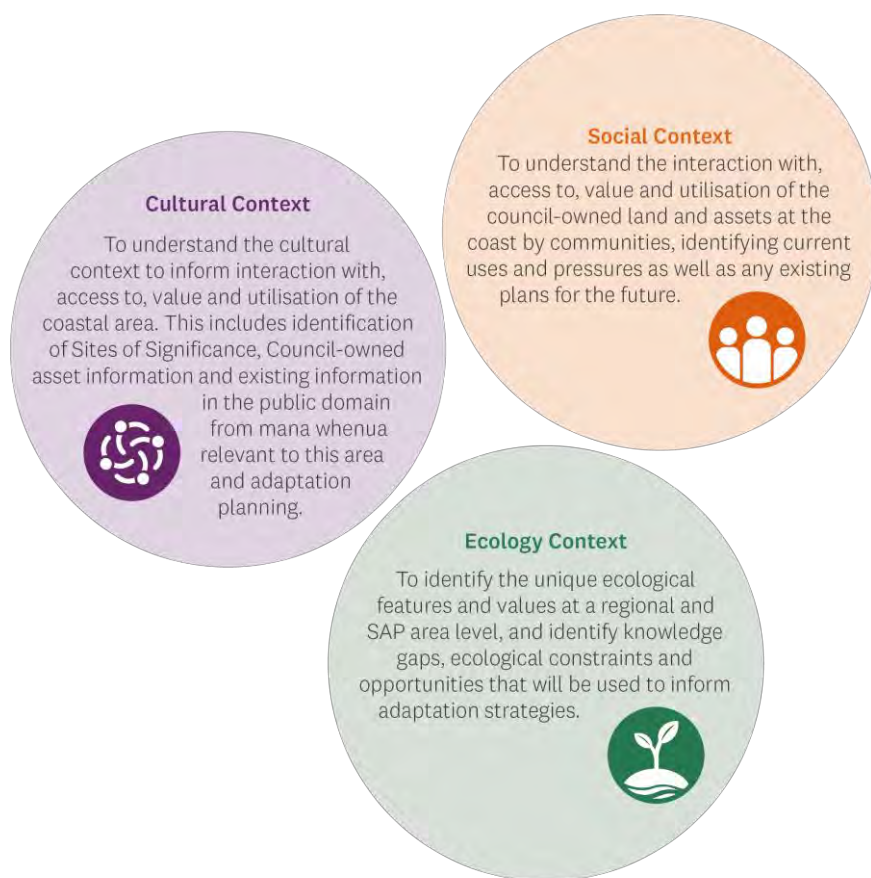 Cultural Context
To understand the cultural
context to inform interaction with,
access to, value and utilisation of the
coastal area. This includes identification
of Sites of Significance, Council-owned
asset information and existing information
in the public domain
from mana whenua
relevant to this area
and adaptation
planning.
Social Context
To understand the interaction with,
access to, value and utilisation of the
council-owned land and assets at the
coast by communities, identifying current
uses and pressures as well as any existing
plans for the future.
Ecology Context
To identify the unique ecological
features and values at a regional and
SAP area level, and identify knowledge
gaps, ecological constraints and
opportunities that will be used to inform
adaptation strategies.